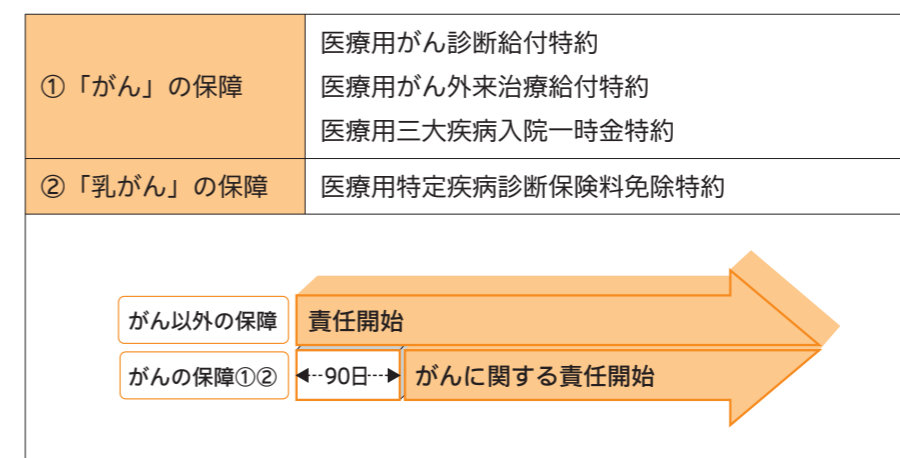 ①「がん」の保障
医療用がん診断給付特約
医療用がん外来治療給付特約
医療用三大疾病入院一時金特約
②「乳がん」の保障
医療用特定疾病診断保険料免除特約
がん以外の保障
責任開始
がんの保障①②
90日
がんに関する責任開始